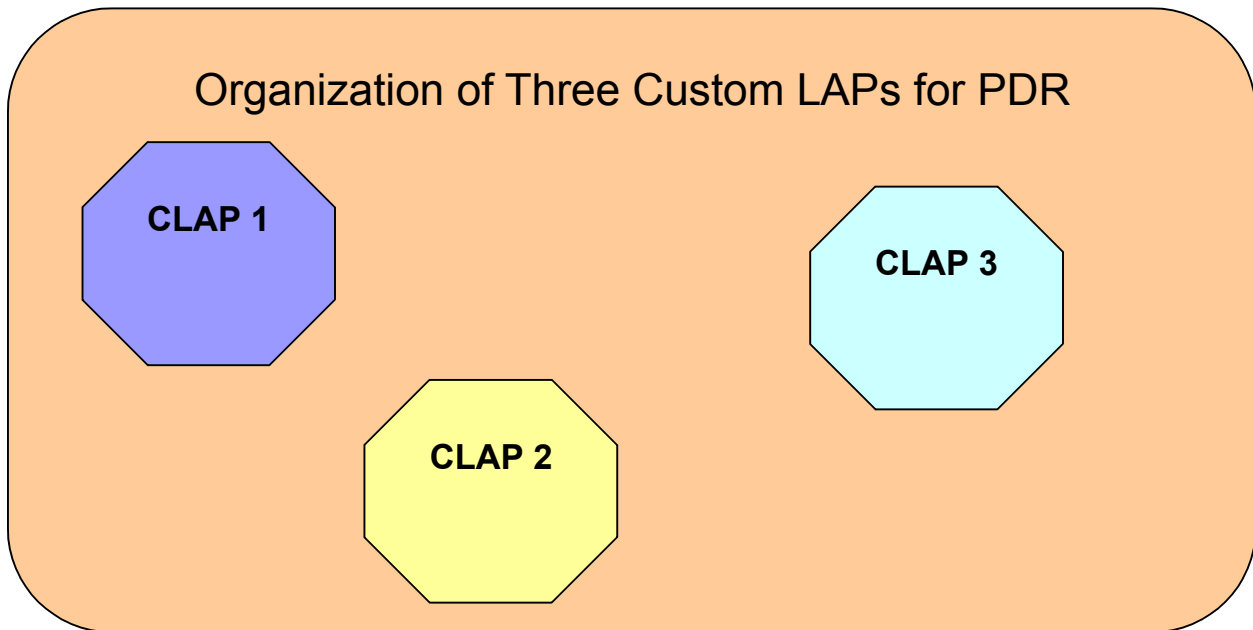 Organization of Three Custom LAPs for PDR
CLAP 1
CLAP 3
CLAP 2